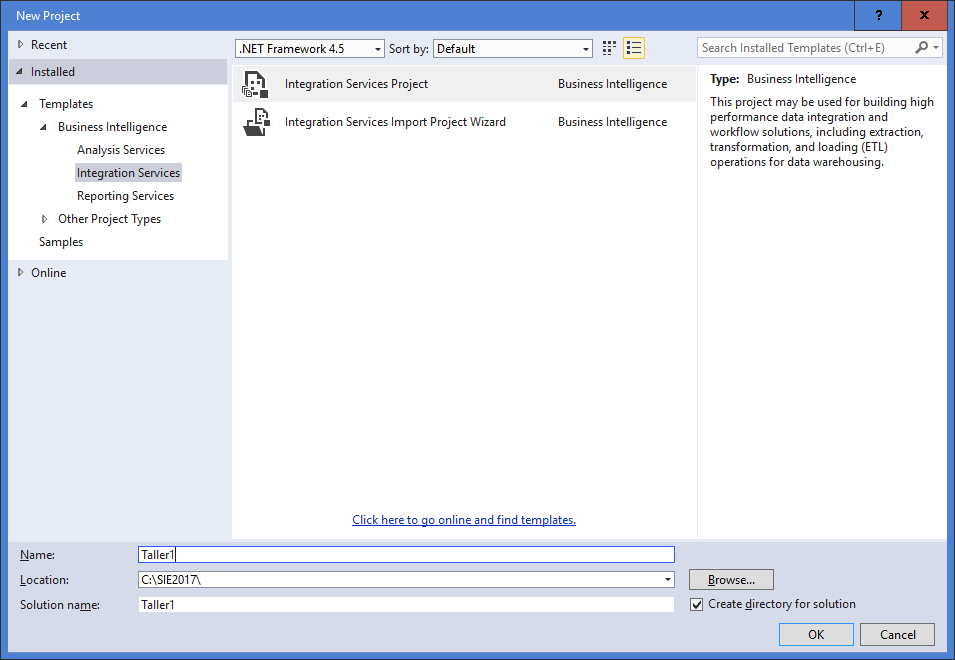 New Project
?
x
Recent
Installed
Templates
Business Intelligence
Analysis Services
Integration Services
Reporting Services
Other Project Types
Samples
Online
.NET Framework 4.5
Sort by:
Default
Search Installed Templates (Ctrl+E)
Integration Services Project
Business Intelligence
Integration Services Import Project Wizard
Business Intelligence
Type: Business Intelligence
This project may be used for building high
performance data integration and
workflow solutions, including extraction,
transformation, and loading (ETL)
operations for data warehousing.
Click here to go online and find templates.
Name:
Taller1
Location:
C:\SIE2017\
Browse...
Solution name:
Taller1
Create directory for solution
OK
Cancel